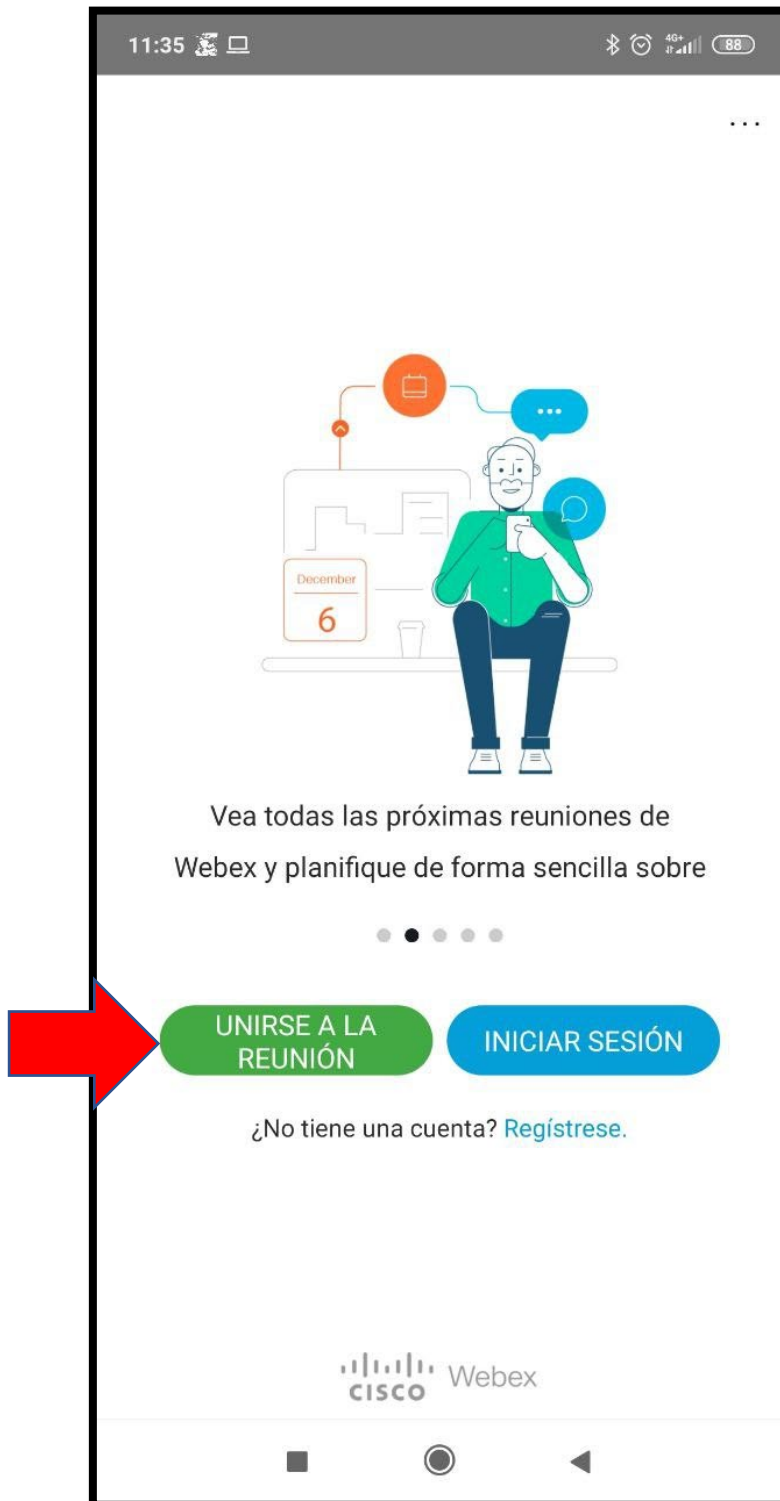 11:35
4G+
88
...
December
6
Vea todas las próximas reuniones de
Webex y planifique de forma sencilla sobre
UNIRSE A LA
REUNIÓN
INICIAR SESIÓN
¿No tiene una cuenta? Regístrese.
CISCO Webex